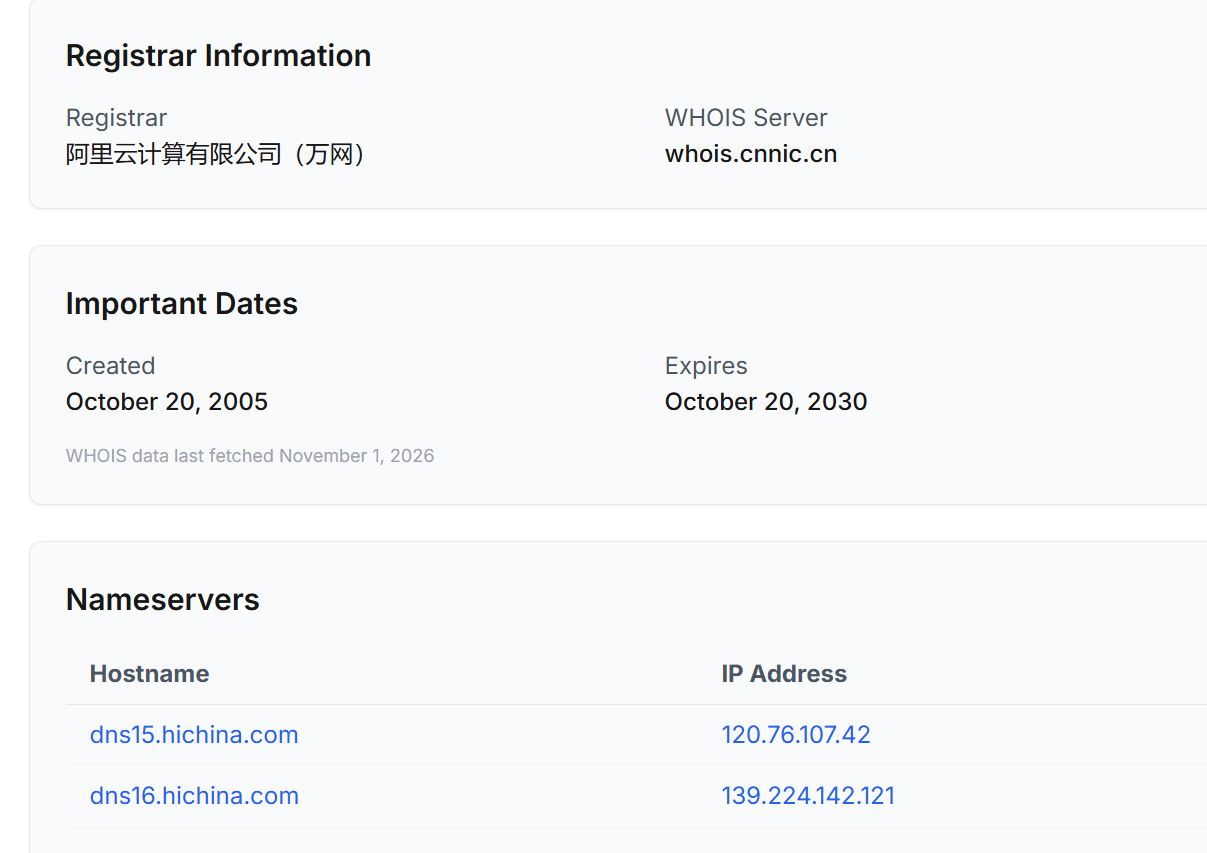 Registrar Information
Registrar
WHOIS Server
阿里云计算有限公司（万网）
whois.cnnic.cn
Important Dates
Created
Expires
October 20, 2005
October 20, 2030
WHOIS data last fetched November 1, 2026
Nameservers
Hostname
IP Address
dns15.hichina.com
120.76.107.42
dns16.hichina.com
139.224.142.121